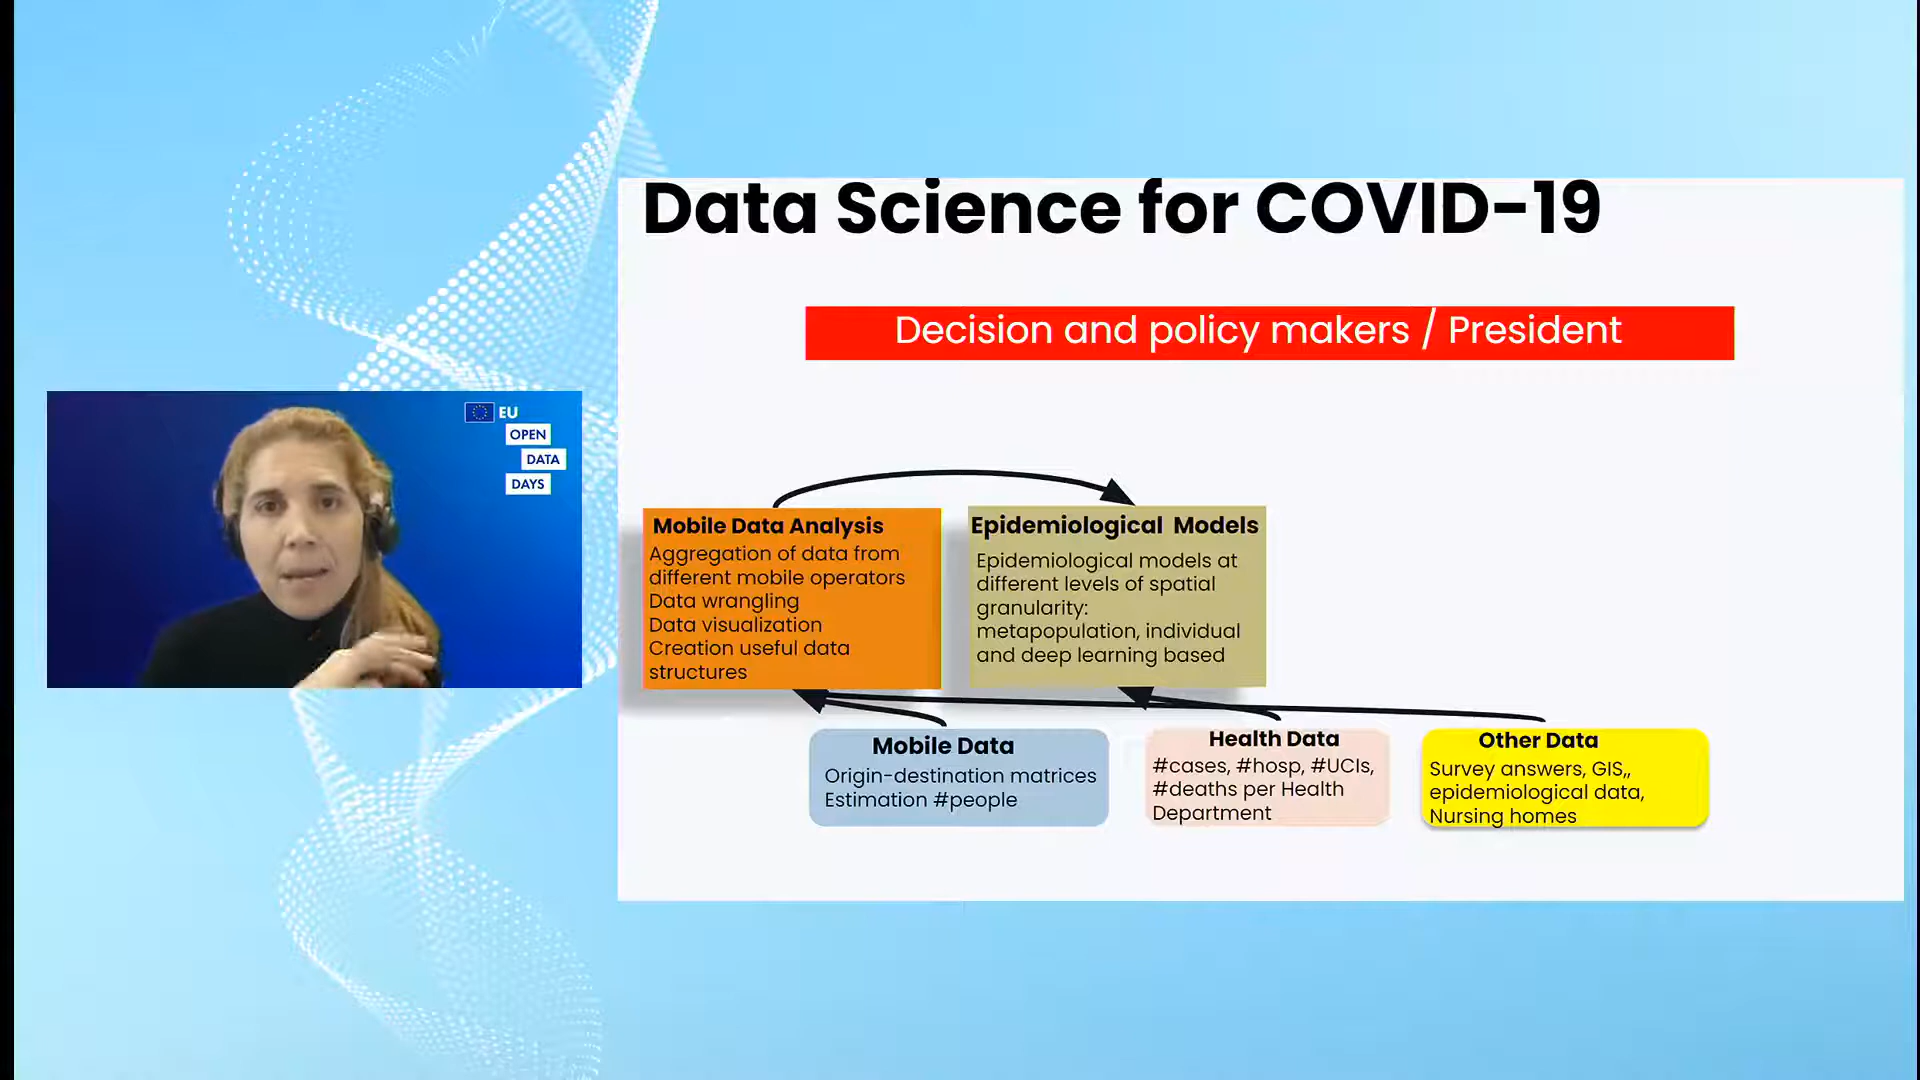 Data Science for COVID-19
Decision and policy makers / President
EU
OPEN
DATA
DAYS
Mobile Data Analysis
Aggregation of data from
different mobile operators
Data wrangling
Data visualization
Creation useful data
structures
Epidemiological Models
Epidemiological models at
different levels of spatial
granularity:
metapopulation, individual
and deep learning based
Mobile Data
Origin-destination matrices
Estimation #people
Health Data
#cases, #hosp, #UCIs,
#deaths per Health
Department
Other Data
Survey answers, GIS,,
epidemiological data,
Nursing homes